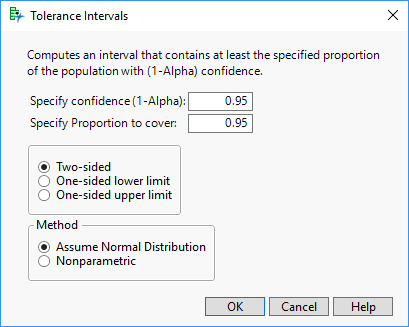 Tolerance Intervals
Computes an interval that contains at least the specified proportion
of the population with (1-Alpha) confidence.
Specify confidence (1-Alpha): 0.95
Specify Proportion to cover: 0.95
Two-sided
One-sided lower limit
One-sided upper limit
Method
Assume Normal Distribution
Nonparametric
OK Cancel Help